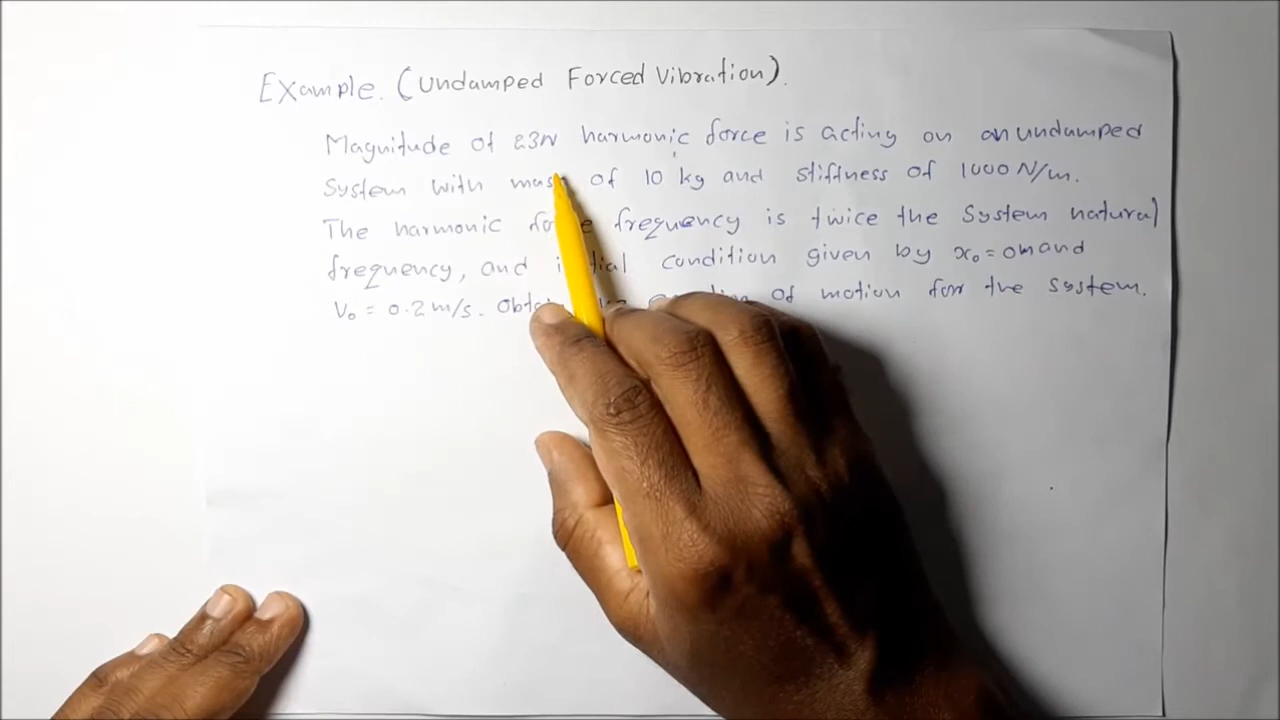 Example. (Undamped Forced Vibration).
Magnitude of 23N harmonic force is acting on an undamped
System with mass of 10 kg and stiffness of 1000 N/m.
The harmonic frequency is twice the System natural
frequency, and condition given by x₀ = 0m and
V₀ = 0.2 m/s. of motion for the system.